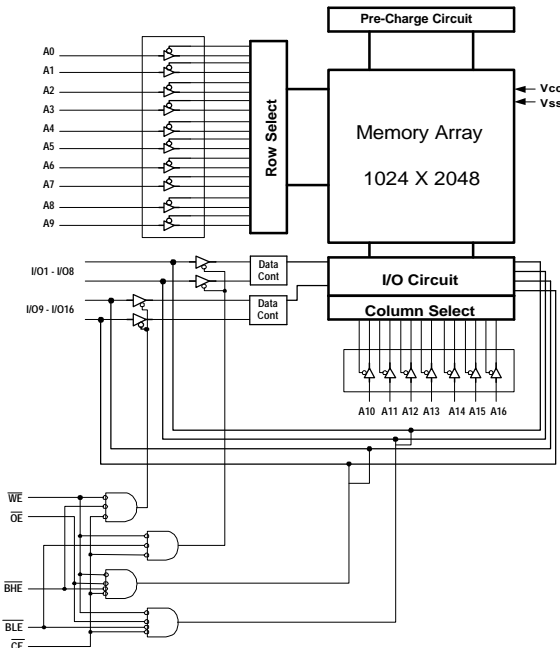 Pre-Charge Circuit
A0
A1
A2
A3
A4
A5
A6
A7
A8
A9
Row Select
Memory Array
1024 X 2048
Vcc
Vss
I/O1 - I/O8
I/O9 - I/O16
Data
Cont
Data
Cont
I/O Circuit
Column Select
A10 A11 A12 A13 A14 A15 A16
WE
OE
BHE
BLE
CE